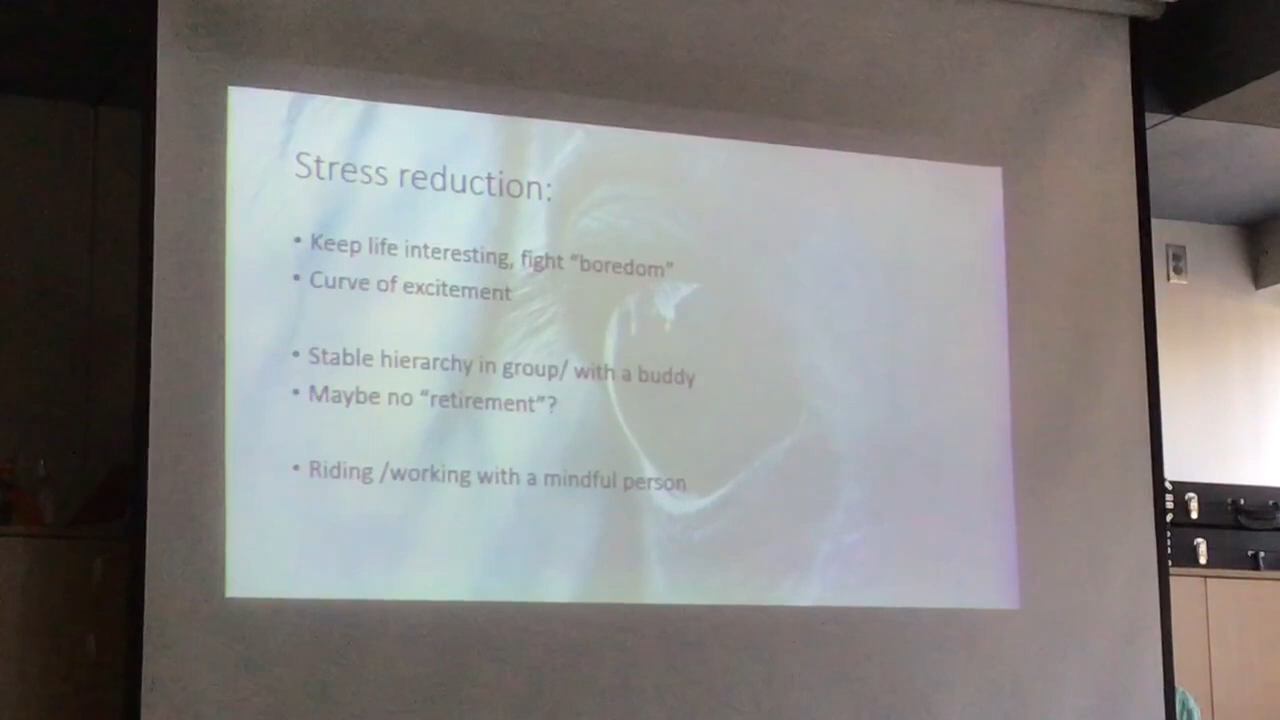 Stress reduction:
• Keep life interesting, fight “boredom”
• Curve of excitement
• Stable hierarchy in group/ with a buddy
• Maybe no “retirement”?
• Riding /working with a mindful person